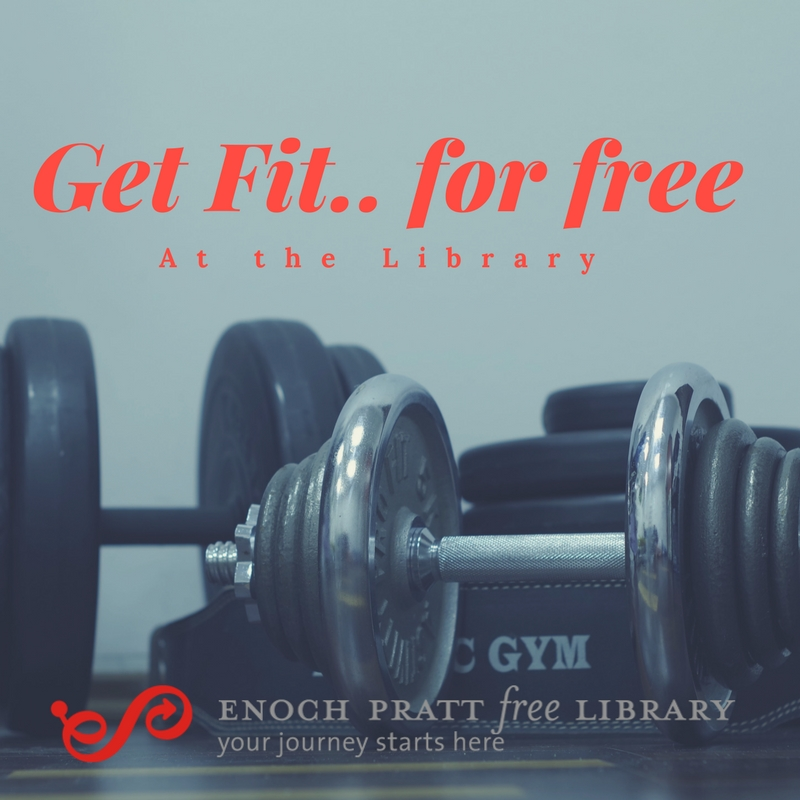 Get Fit.. for free
At the Library
C GYM
ENOCH PRATT free LIBRARY
your journey starts here